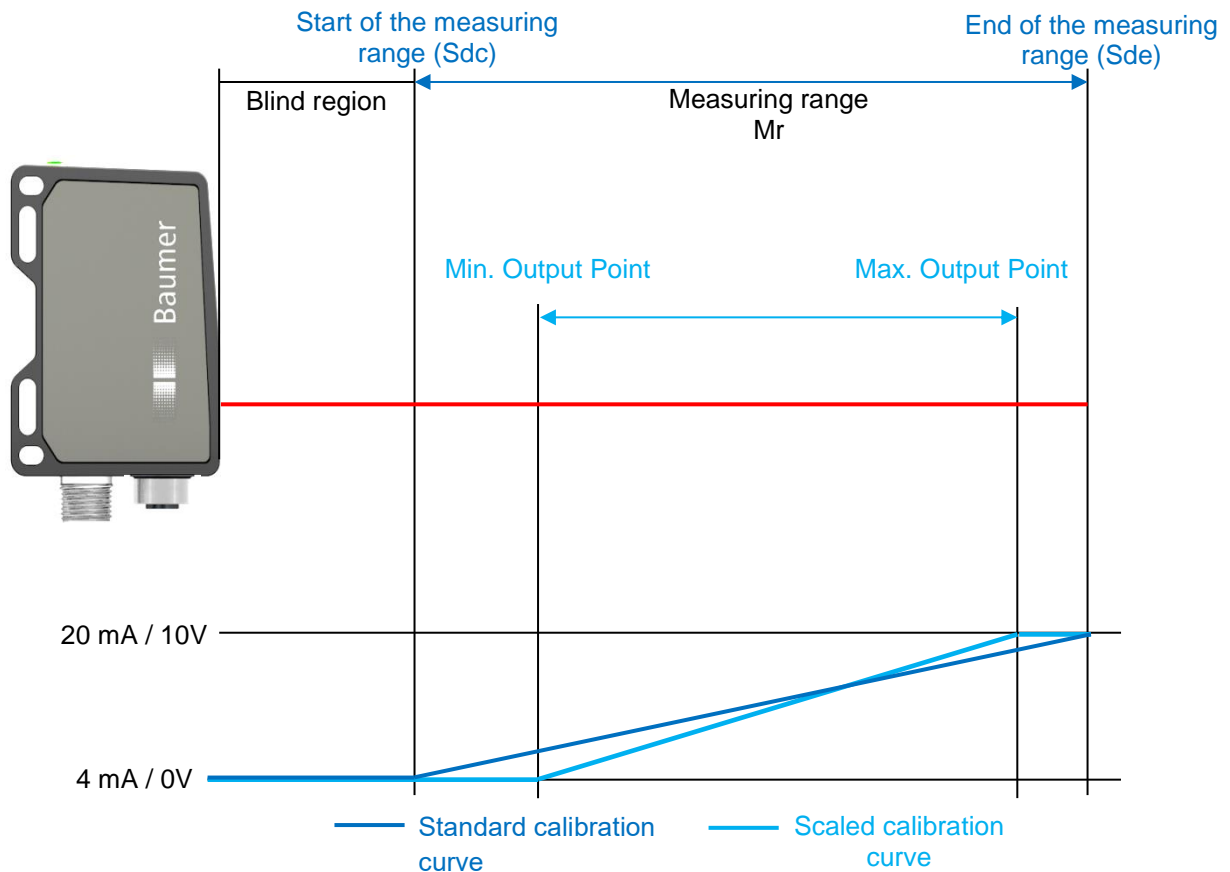 Start of the measuring
range (Sdc)
End of the measuring
range (Sde)
Blind region
Measuring range
Mr
Baumer
Min. Output Point
Max. Output Point
20 mA / 10V
4 mA / 0V
Standard calibration
curve
Scaled calibration
curve